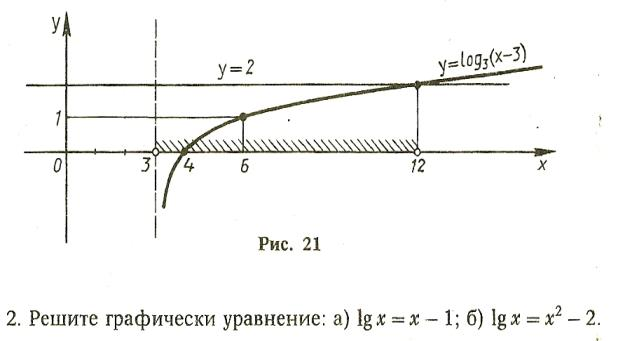 y
y=2
y=log₃(x−3)
1
0 3 4 6 12 x
Рис. 21
2. Решите графически уравнение: а) lg x = x − 1; б) lg x = x² − 2.